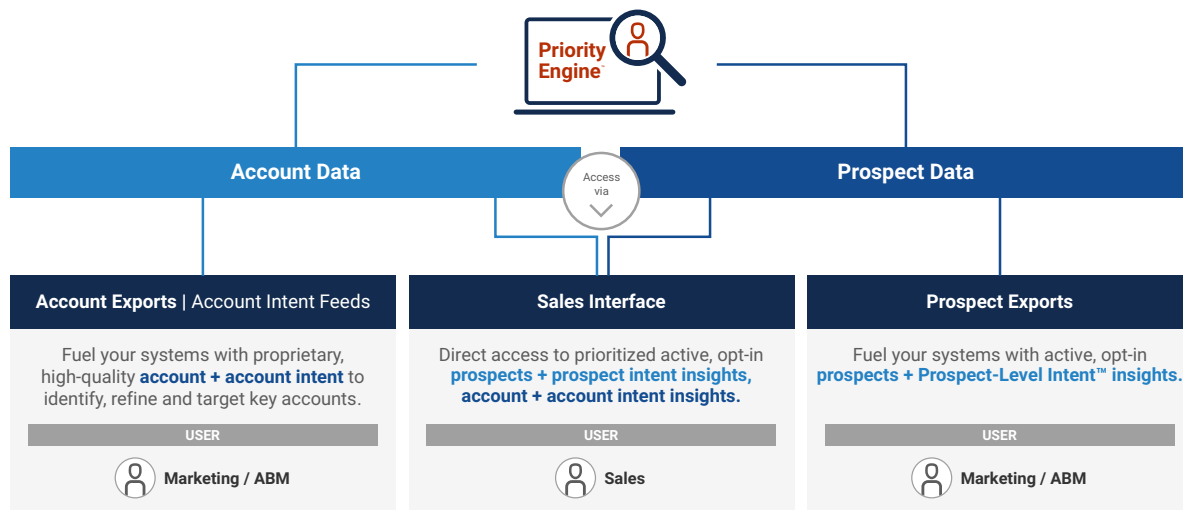 Priority
Engine™
Account Data
Access
via
Prospect Data
Account Exports | Account Intent Feeds
Fuel your systems with proprietary,
high-quality account + account intent to
identify, refine and target key accounts.
USER
Marketing / ABM
Sales Interface
Direct access to prioritized active, opt-in
prospects + prospect intent insights,
account + account intent insights.
USER
Sales
Prospect Exports
Fuel your systems with active, opt-in
prospects + Prospect-Level Intent™ insights.
USER
Marketing / ABM